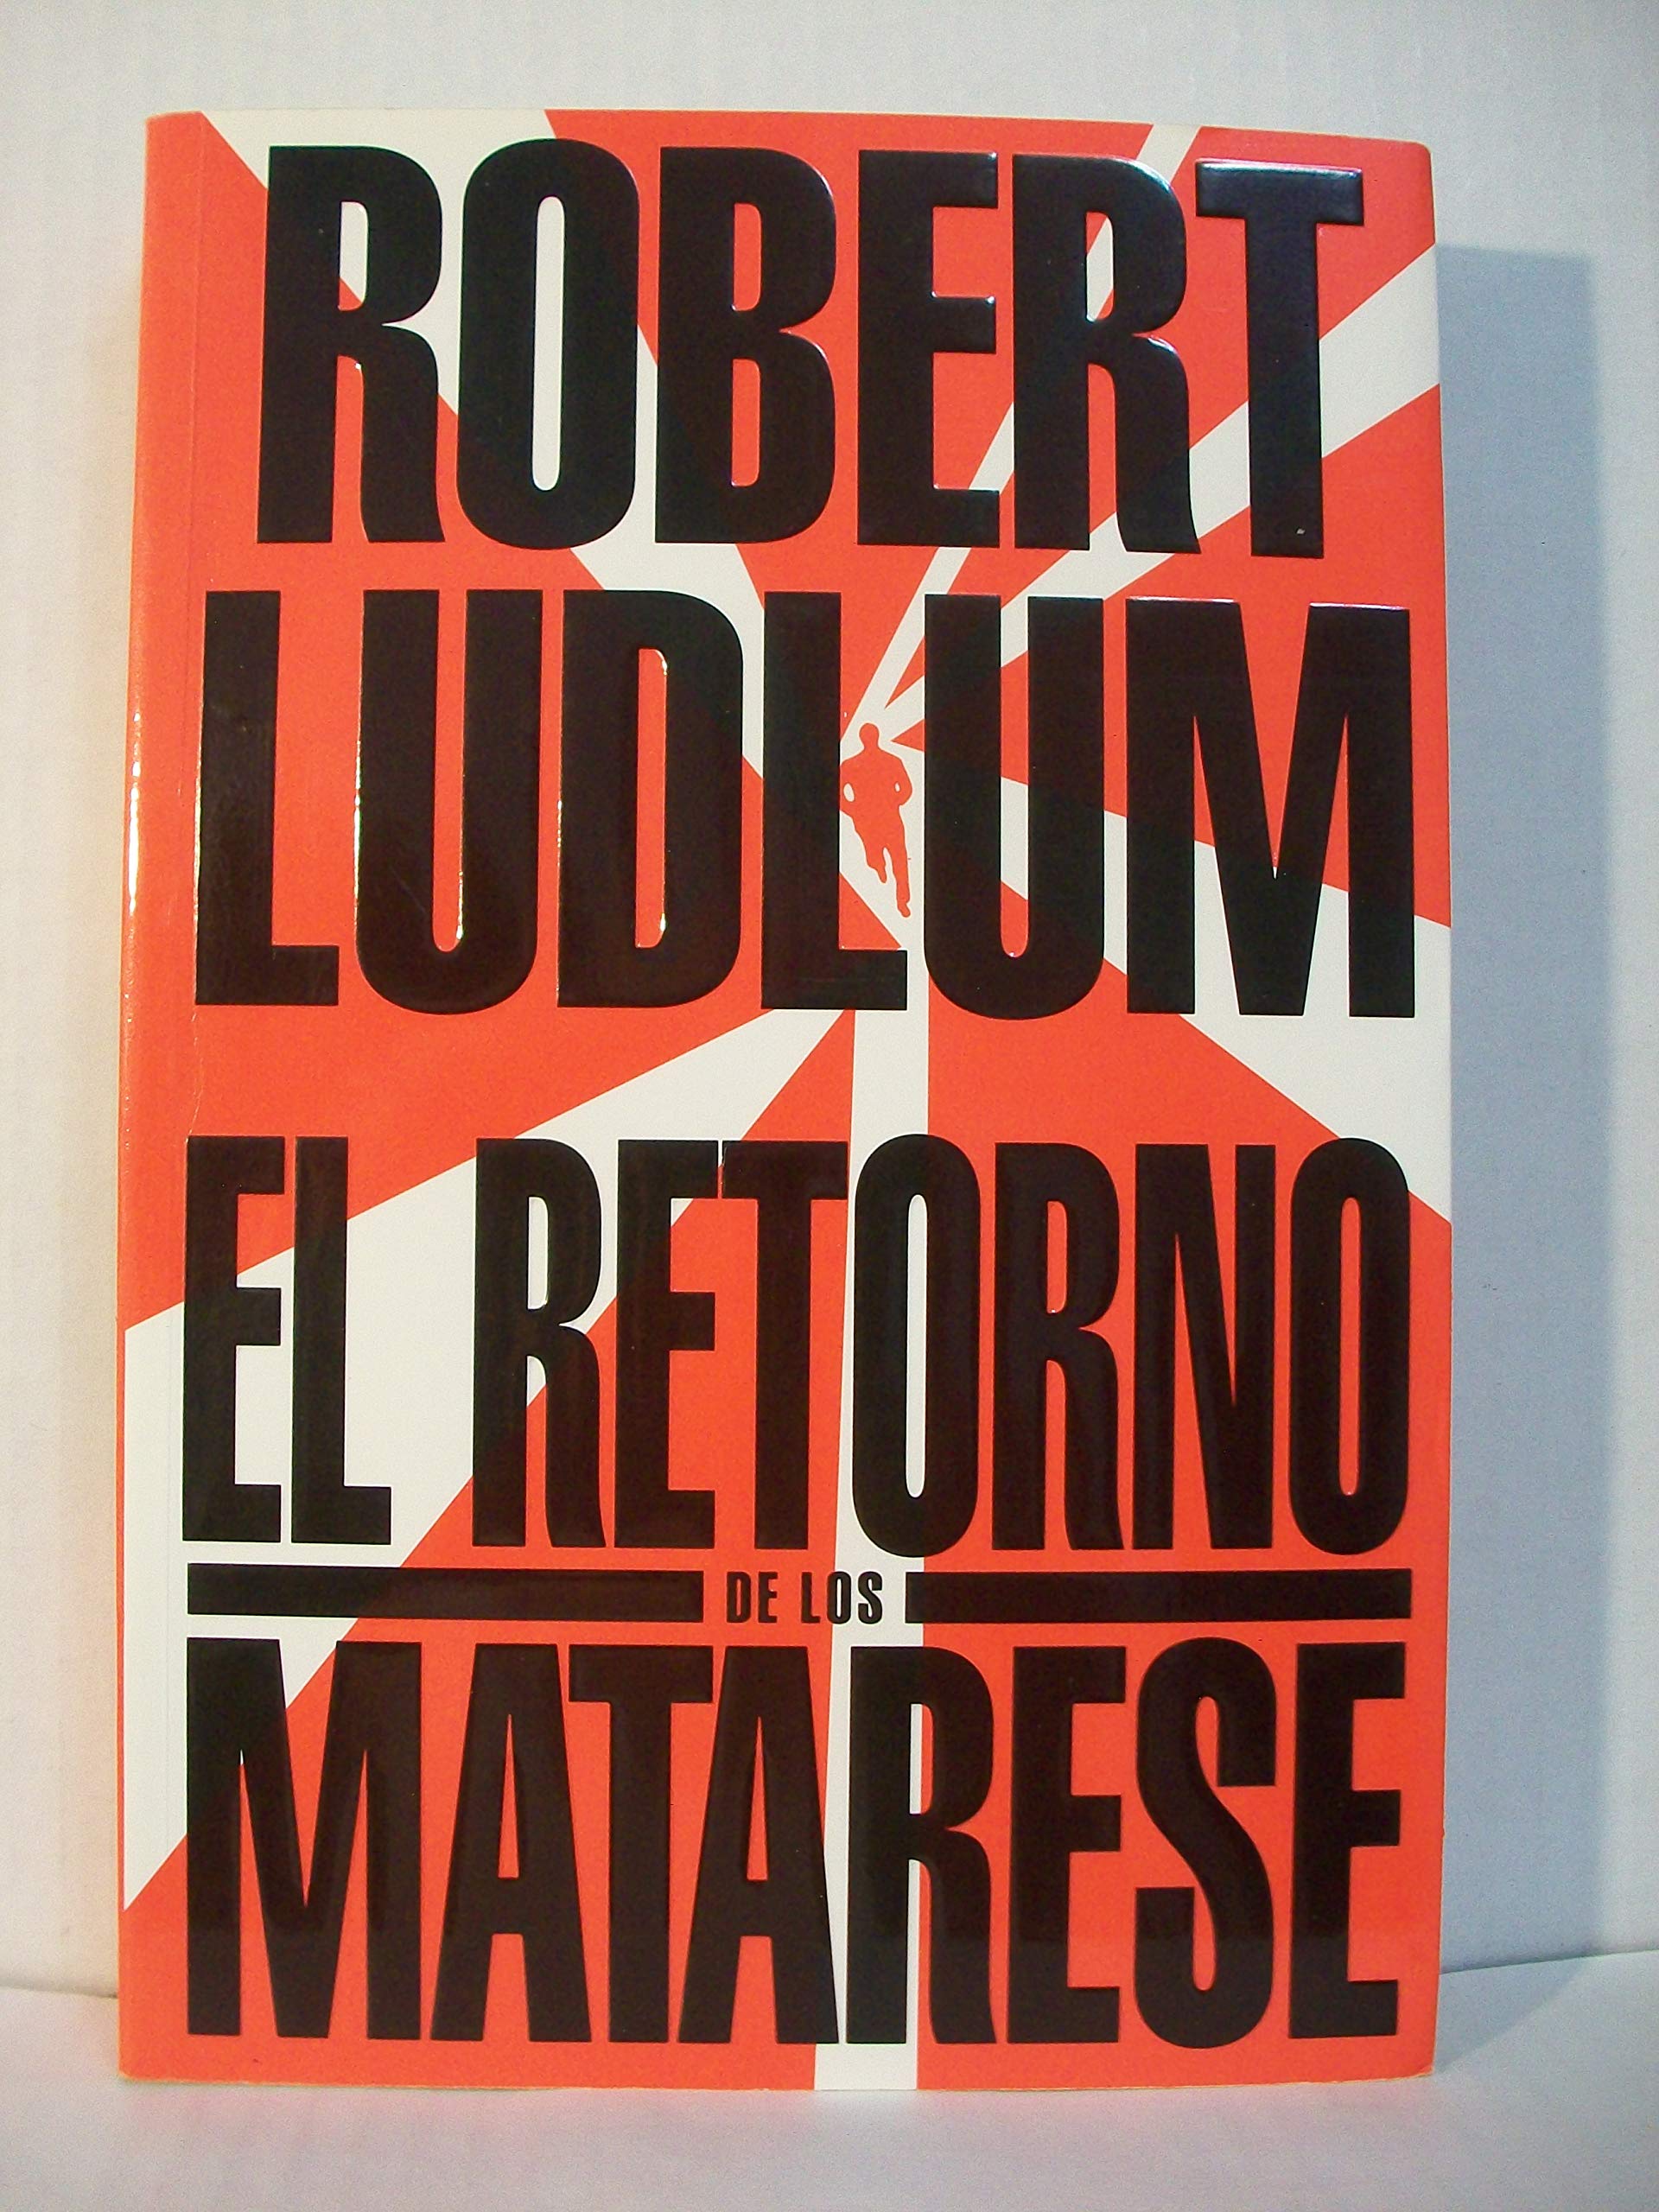 ROBERT
LUDLUM
EL RETORNO
DE LOS
MATARESE